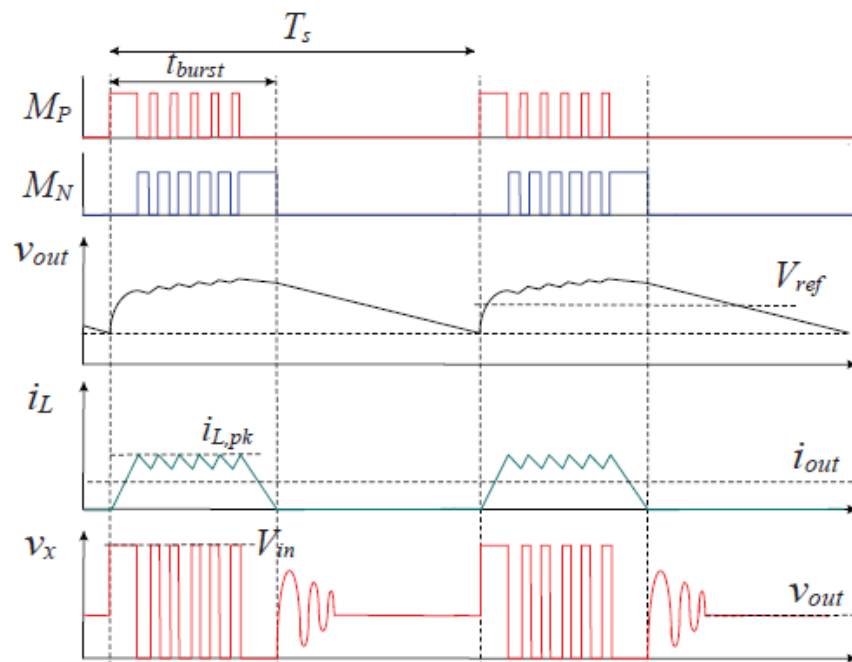 T_s
t_burst
M_P
M_N
v_out
V_ref
i_L
i_L,pk
i_out
v_x
V_in
v_out